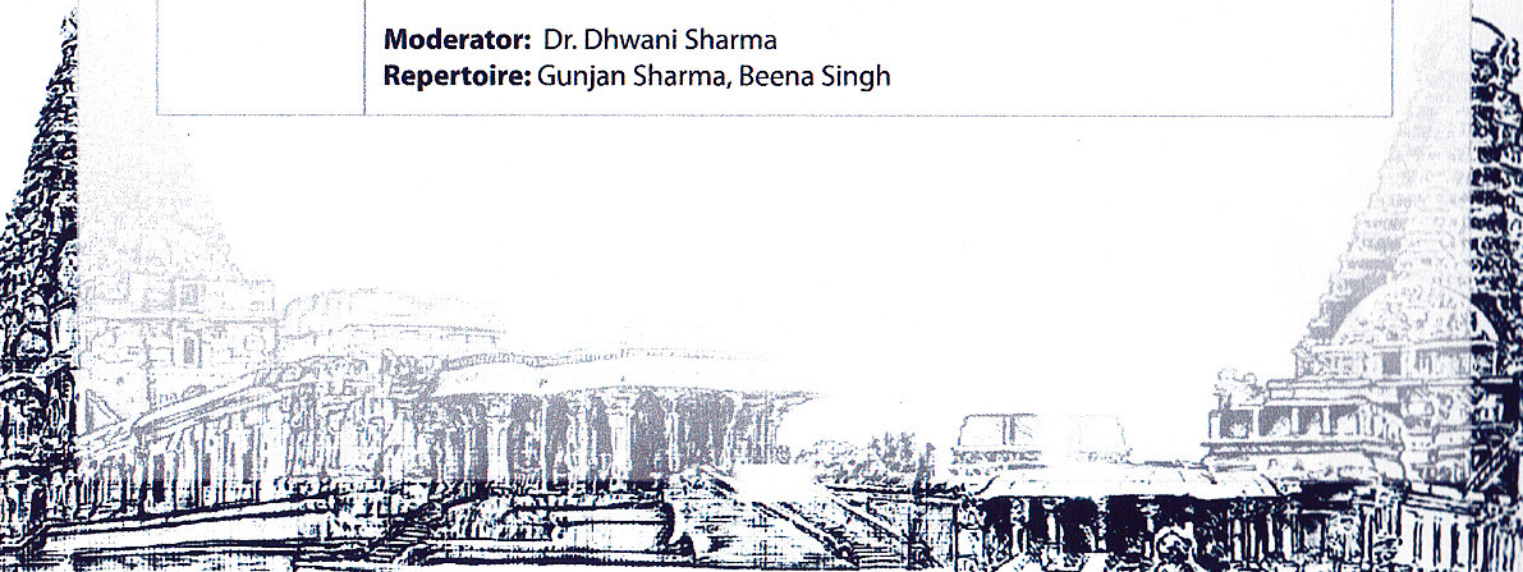 Moderator: Dr. Dhwani Sharma
Repertoire: Gunjan Sharma, Beena Singh